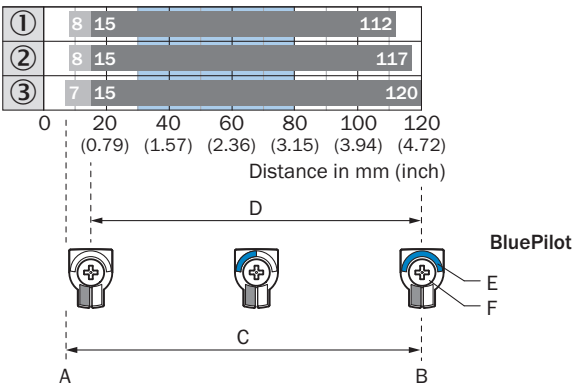 ① 8 15 112
② 8 15 117
③ 7 15 120
0 20 40 60 80 100 120
(0.79) (1.57) (2.36) (3.15) (3.94) (4.72)
Distance in mm (inch)
D
BluePilot
E
F
C
A B